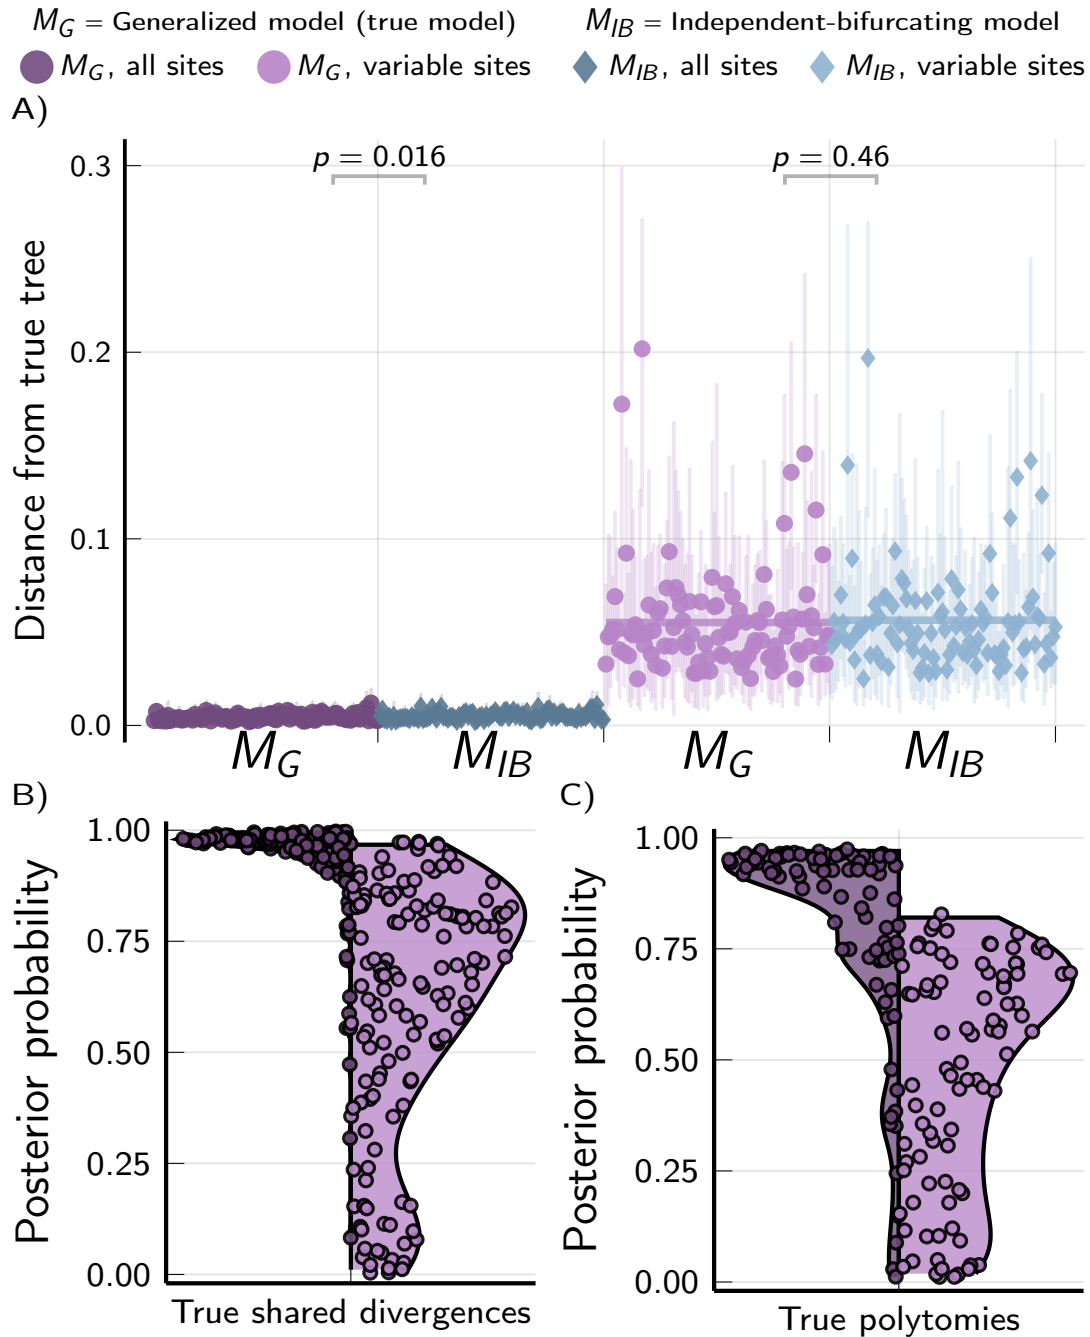 M_G = Generalized model (true model) M_IB = Independent-bifurcating model
M_G, all sites M_G, variable sites M_IB, all sites M_IB, variable sites
A)
Distance from true tree
0.3
0.2
0.1
0.0
p = 0.016
p = 0.46
M_G M_IB M_G M_IB
B)
Posterior probability
1.00
0.75
0.50
0.25
0.00
True shared divergences
C)
Posterior probability
1.00
0.75
0.50
0.25
0.00
True polytomies